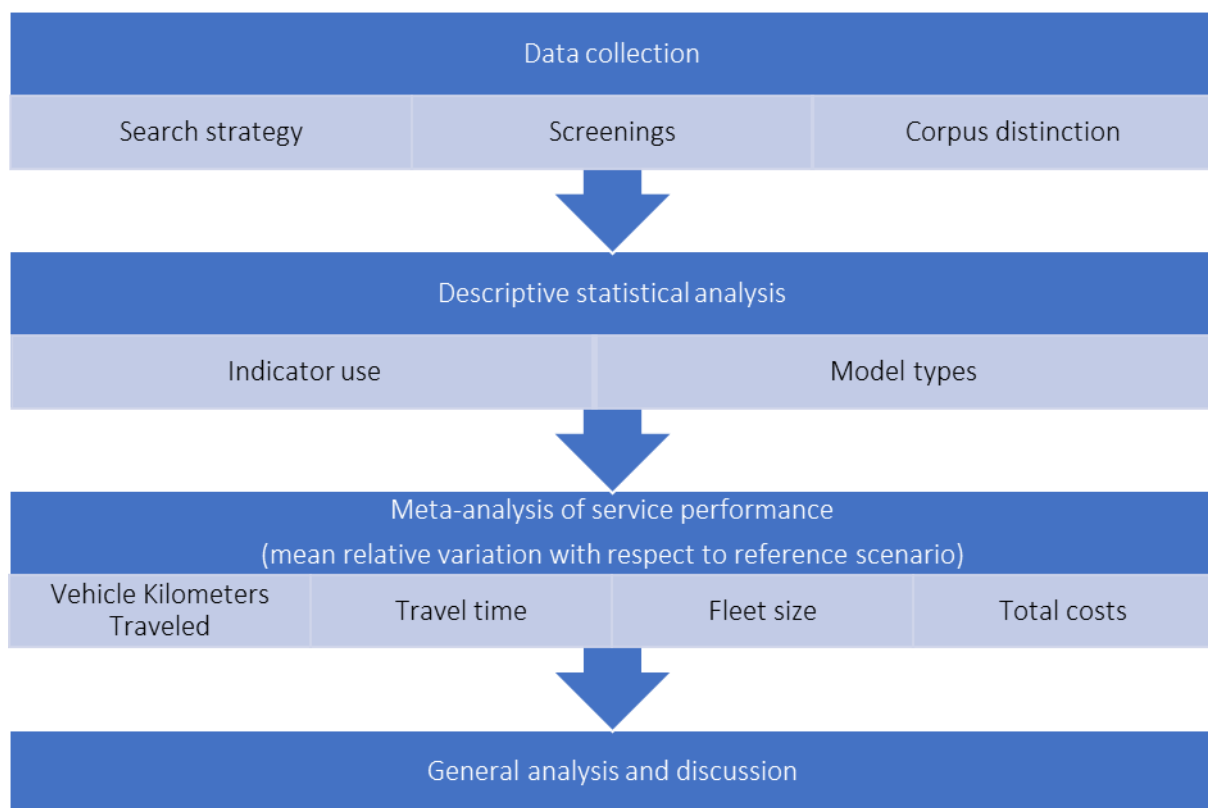 Data collection
Search strategy
Screenings
Corpus distinction
Descriptive statistical analysis
Indicator use
Model types
Meta-analysis of service performance
(mean relative variation with respect to reference scenario)
Vehicle Kilometers
Traveled
Travel time
Fleet size
Total costs
General analysis and discussion